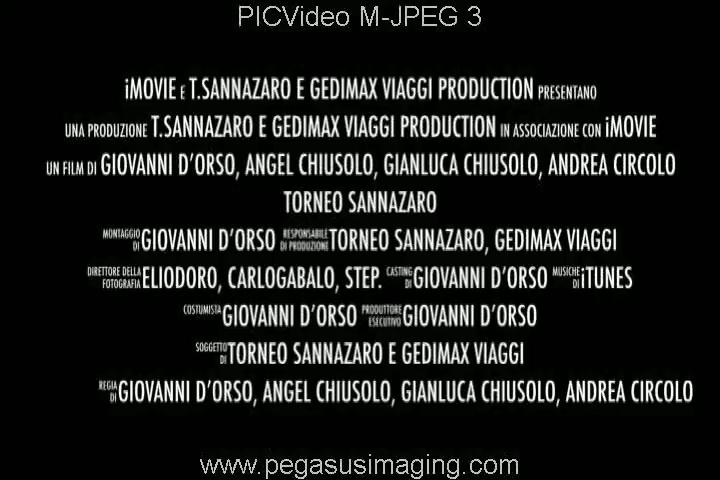 PICVideo M-JPEG 3
iMOVIE E T.SANNAZARO E GEDIMAX VIAGGI PRODUCTION PRESENTANO
UNA PRODUZIONE T.SANNAZARO E GEDIMAX VIAGGI PRODUCTION IN ASSOCIAZIONE CON iMOVIE
UN FILM DI GIOVANNI D'ORSO, ANGEL CHIUSOLO, GIANLUCA CHIUSOLO, ANDREA CIRCOLO
TORNEO SANNAZARO
MONTAGGIO DI GIOVANNI D'ORSO RESPONSABILE DI PRODUZIONE TORNEO SANNAZARO, GEDIMAX VIAGGI
DIRETTORE DELLA FOTOGRAFIA ELIODORO, CARLOGABALO, STEP. CASTING DI GIOVANNI D'ORSO MUSICHE DI iTUNES
COSTUMISTA GIOVANNI D'ORSO PRODUTTORE ESECUTIVO GIOVANNI D'ORSO
SOGGETTO DI TORNEO SANNAZARO E GEDIMAX VIAGGI
REGIA DI GIOVANNI D'ORSO, ANGEL CHIUSOLO, GIANLUCA CHIUSOLO, ANDREA CIRCOLO
www.pegasusimaging.com